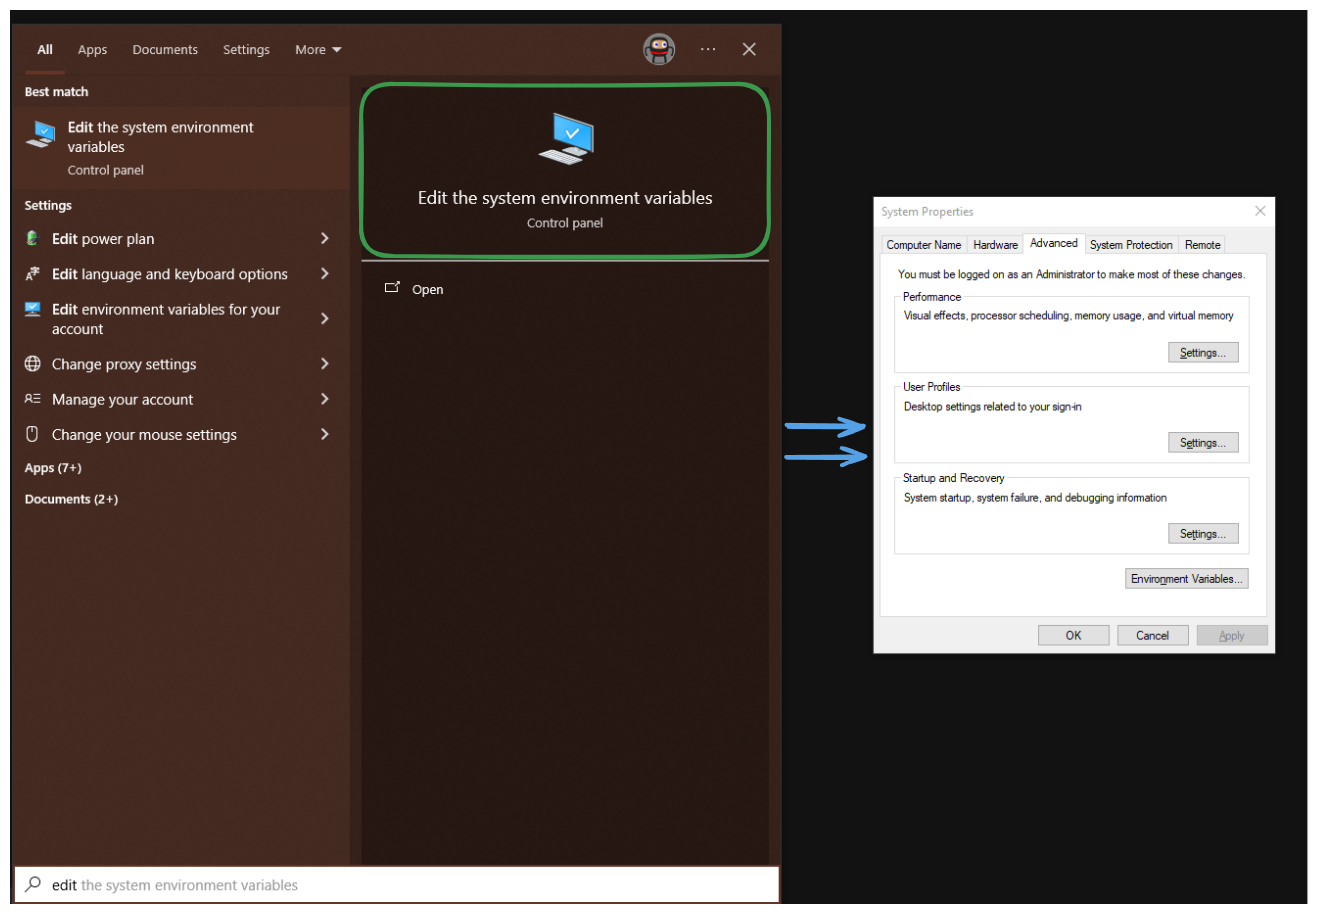 All Apps Documents Settings More
Best match
Edit the system environment
variables
Control panel
Settings
Edit power plan
Edit language and keyboard options
Edit environment variables for your
account
Change proxy settings
Manage your account
Change your mouse settings
Apps (7+)
Documents (2+)
Edit the system environment variables
Control panel
Open
edit the system environment variables
System Properties
Computer Name Hardware Advanced System Protection Remote
You must be logged on as an Administrator to make most of these changes.
Performance
Visual effects, processor scheduling, memory usage, and virtual memory
Settings...
User Profiles
Desktop settings related to your sign-in
Settings...
Startup and Recovery
System startup, system failure, and debugging information
Settings...
Environment Variables...
OK Cancel Apply